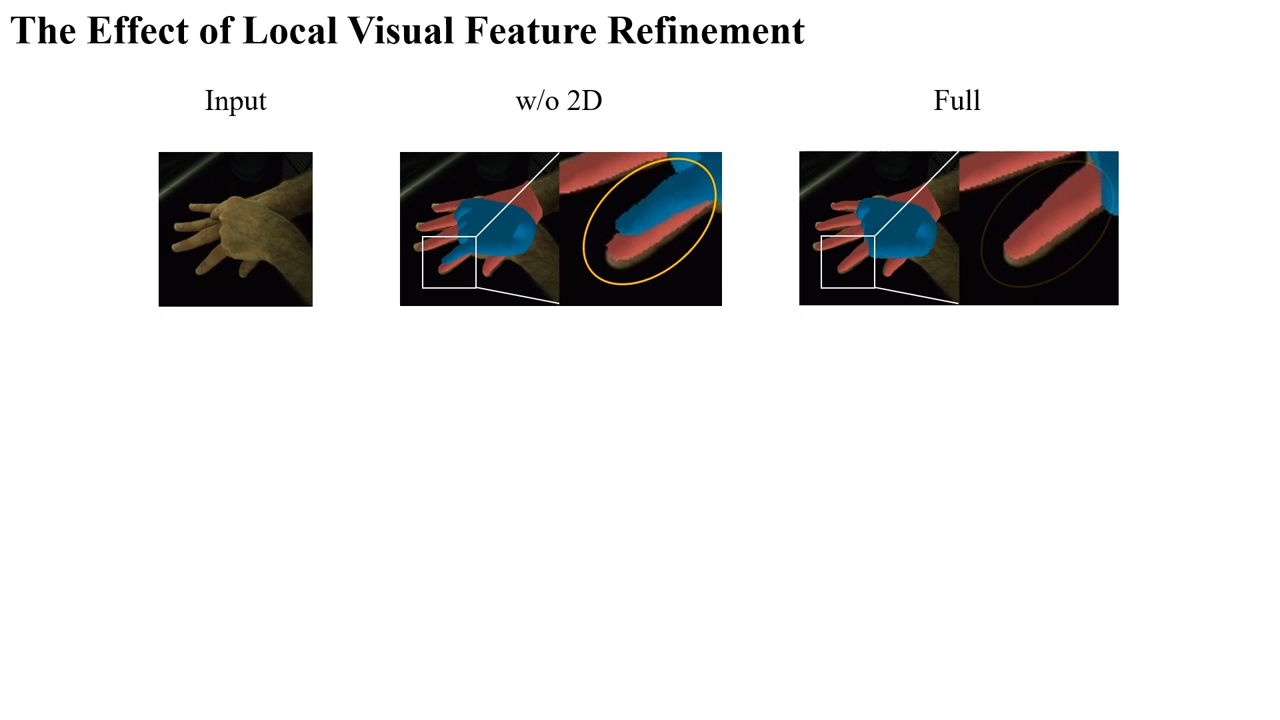 The Effect of Local Visual Feature Refinement
Input
w/o 2D
Full